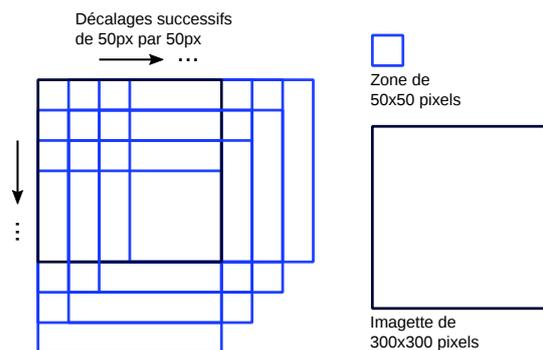 Décalages successifs
de 50px par 50px
...
...
Zone de
50x50 pixels
Imagette de
300x300 pixels